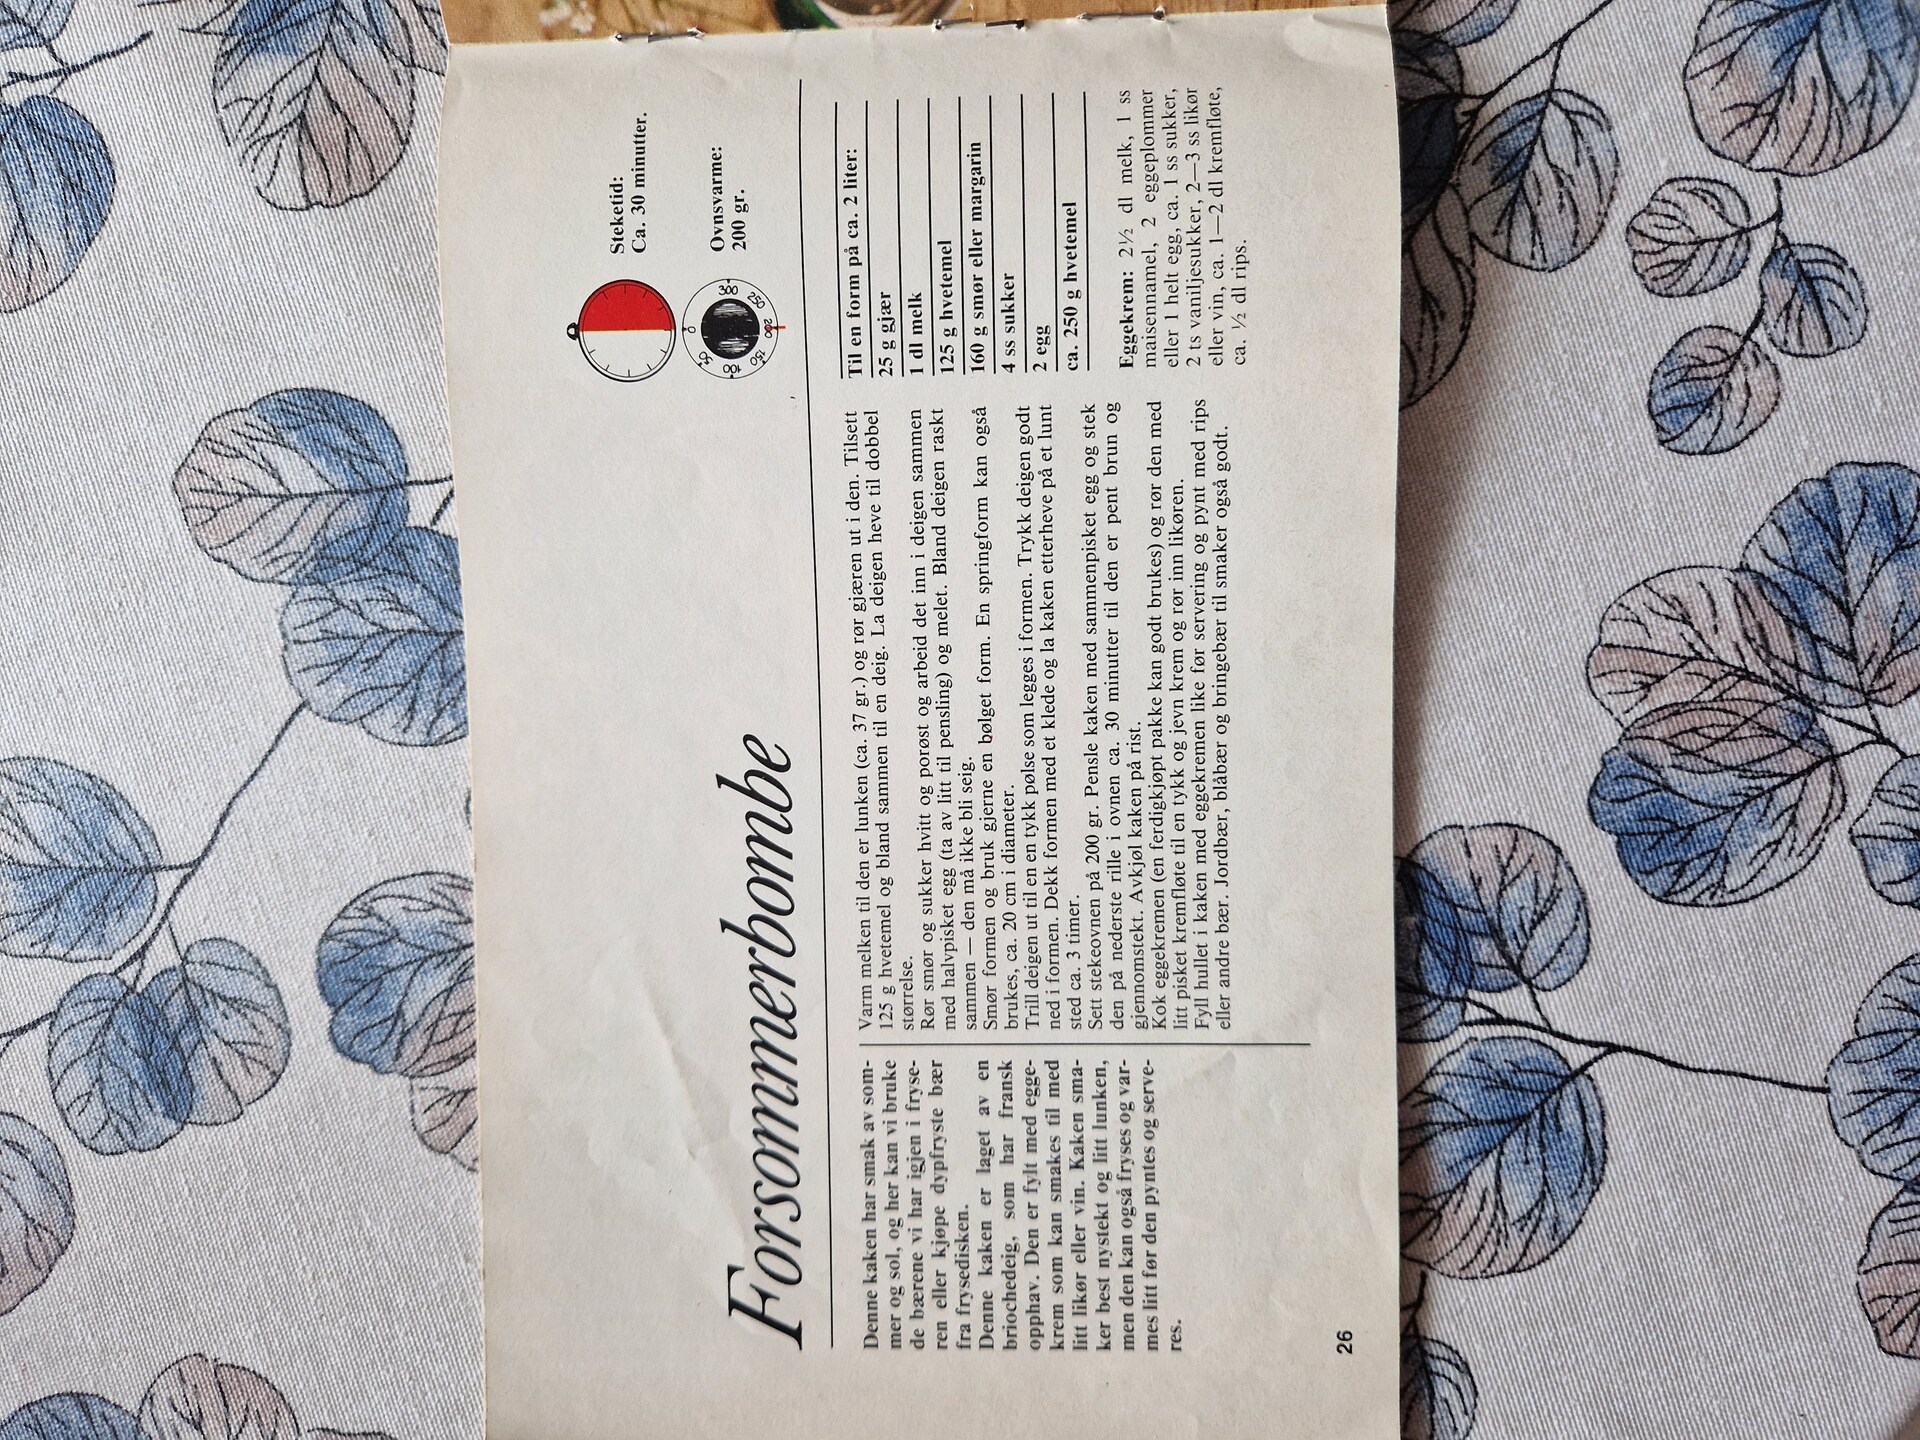 Steketid:
Ca. 30 minutter.
0
50
100
150
200
250
300
Ovnsvarme:
200 gr.
Forsommerbombe
Denne kaken har smak av som-
mer og sol, og her kan vi bruke
de bærene vi har igjen i fryse-
ren eller kjøpe dypfryste bær
fra frysedisken.
Denne kaken er laget av en
briochedeig, som har fransk
opphav. Den er fylt med egge-
krem som kan smakes til med
litt likør eller vin. Kaken sma-
ker best nystekt og litt lunken,
men den kan også fryses og var-
mes litt før den pyntes og serve-
res.
Varm melken til den er lunken (ca. 37 gr.) og rør gjæren ut i den. Tilsett
125 g hvetemel og bland sammen til en deig. La deigen heve til dobbel
størrelse.
Rør smør og sukker hvitt og porøst og arbeid det inn i deigen sammen
med halvpisket egg (ta av litt til pensling) og melet. Bland deigen raskt
sammen — den må ikke bli seig.
Smør formen og bruk gjerne en bølget form. En springform kan også
brukes, ca. 20 cm i diameter.
Trill deigen ut til en en tykk pølse som legges i formen. Trykk deigen godt
ned i formen. Dekk formen med et klede og la kaken etterheve på et lunt
sted ca. 3 timer.
Sett stekeovnen på 200 gr. Pensle kaken med sammenpisket egg og stek
den på nederste rille i ovnen ca. 30 minutter til den er pent brun og
gjennomstekt. Avkjøl kaken på rist.
Kok eggekremen (en ferdigkjøpt pakke kan godt brukes) og rør den med
litt pisket kremfløte til en tykk og jevn krem og rør inn likøren.
Fyll hullet i kaken med eggekremen like før servering og pynt med rips
eller andre bær. Jordbær, blåbær og bringebær til smaker også godt.
Til en form på ca. 2 liter:
25 g gjær
1 dl melk
125 g hvetemel
160 g smør eller margarin
4 ss sukker
2 egg
ca. 250 g hvetemel
Eggekrem: 2½ dl melk, 1 ss
maisennamel, 2 eggeplommer
eller 1 helt egg, ca. 1 ss sukker,
2 ts vaniljesukker, 2—3 ss likør
eller vin, ca. 1—2 dl kremfløte,
ca. ½ dl rips.
26